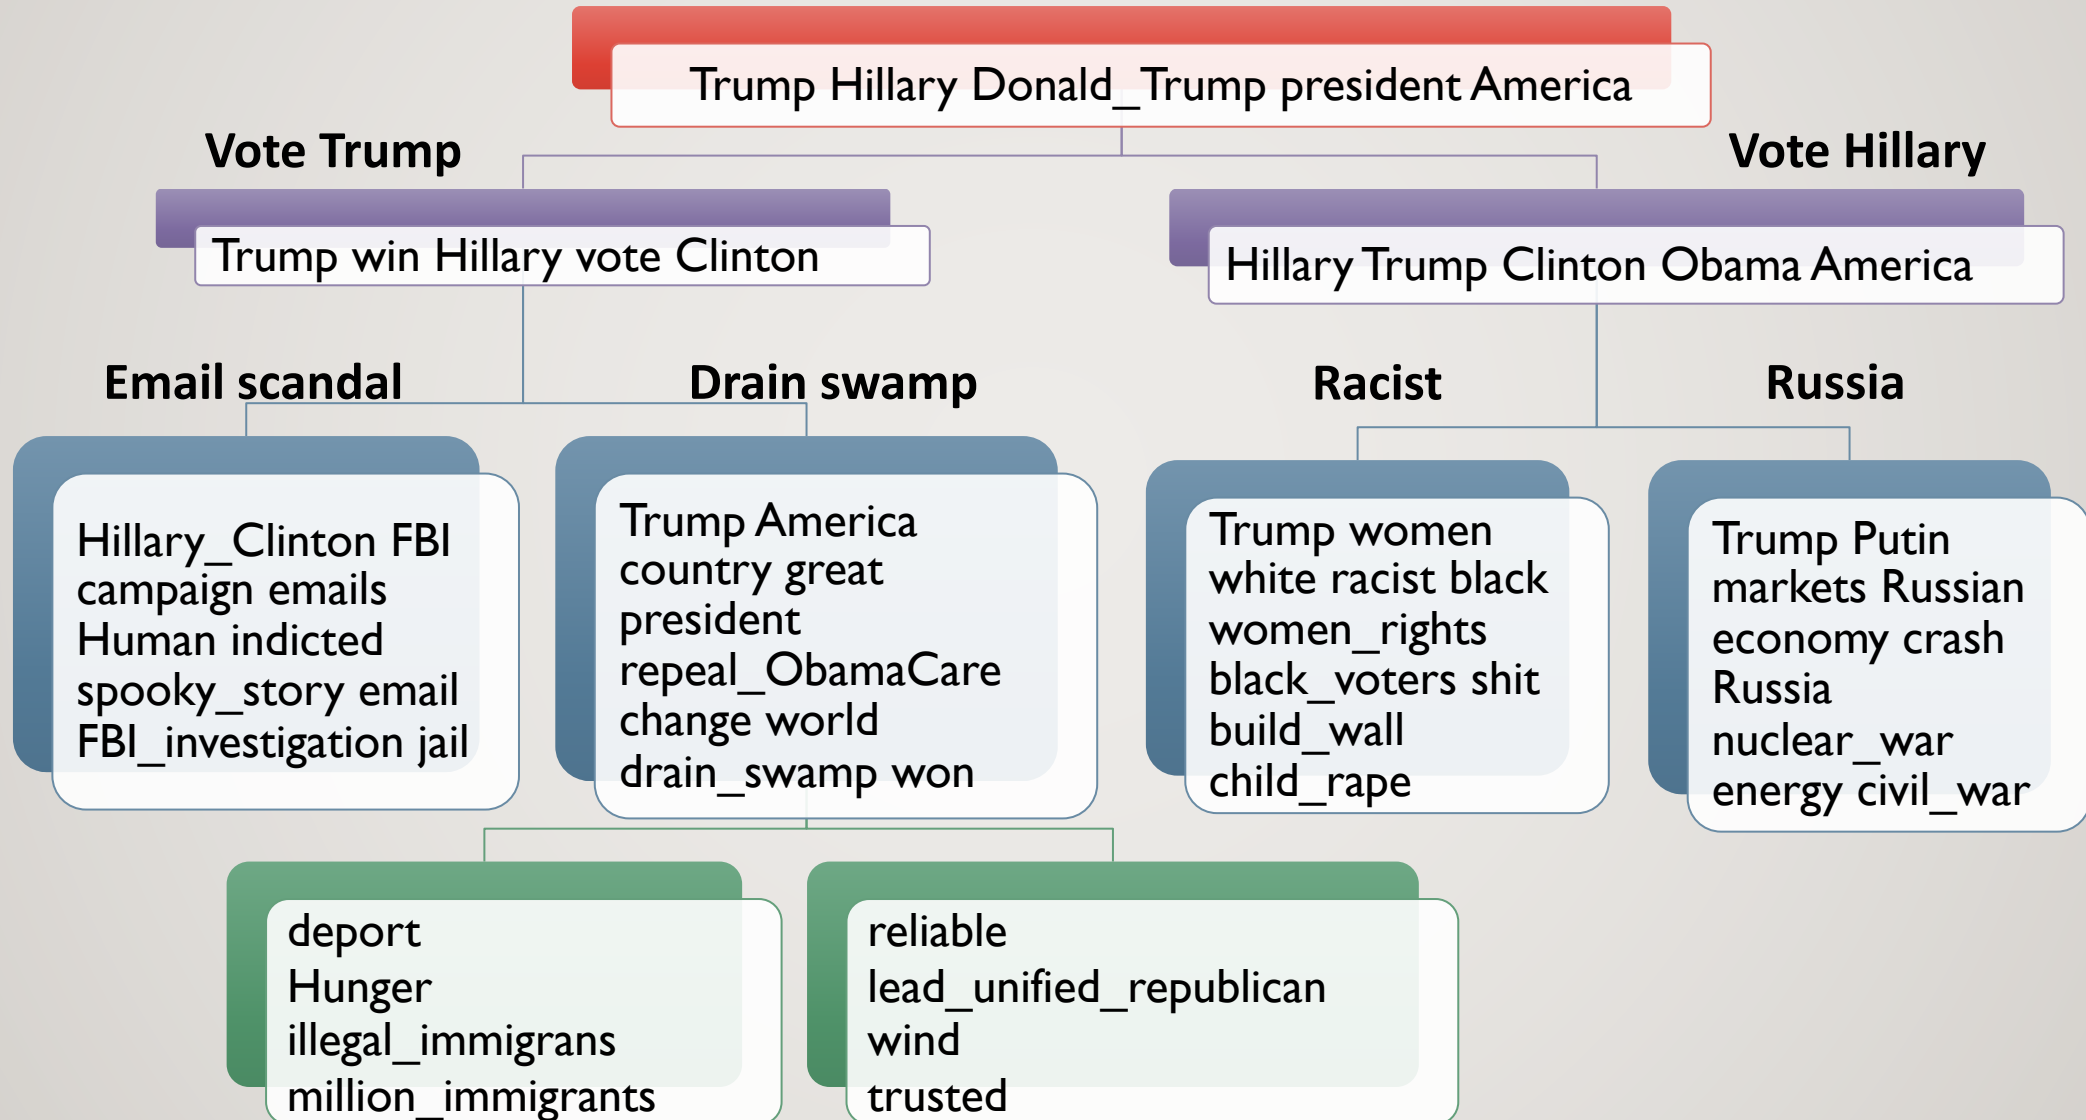 Trump Hillary Donald_Trump president America
Vote Trump
Vote Hillary
Trump win Hillary vote Clinton
Hillary Trump Clinton Obama America
Email scandal
Drain swamp
Racist
Russia
Hillary_Clinton FBI
campaign emails
Human indicted
spooky_story email
FBI_investigation jail
Trump America
country great
president
repeal_ObamaCare
change world
drain_swamp won
Trump women
white racist black
women_rights
black_voters shit
build_wall
child_rape
Trump Putin
markets Russian
economy crash
Russia
nuclear_war
energy civil_war
deport
Hunger
illegal_immigrans
million_immigrants
reliable
lead_unified_republican
wind
trusted